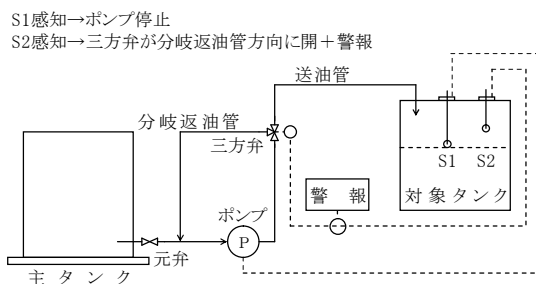 S1感知→ポンプ停止
S2感知→三方弁が分岐返油管方向に開＋警報
送油管
分岐返油管
三方弁
S1 S2
警 報
対象タンク
ポンプ
P
元弁
主 タ ン ク